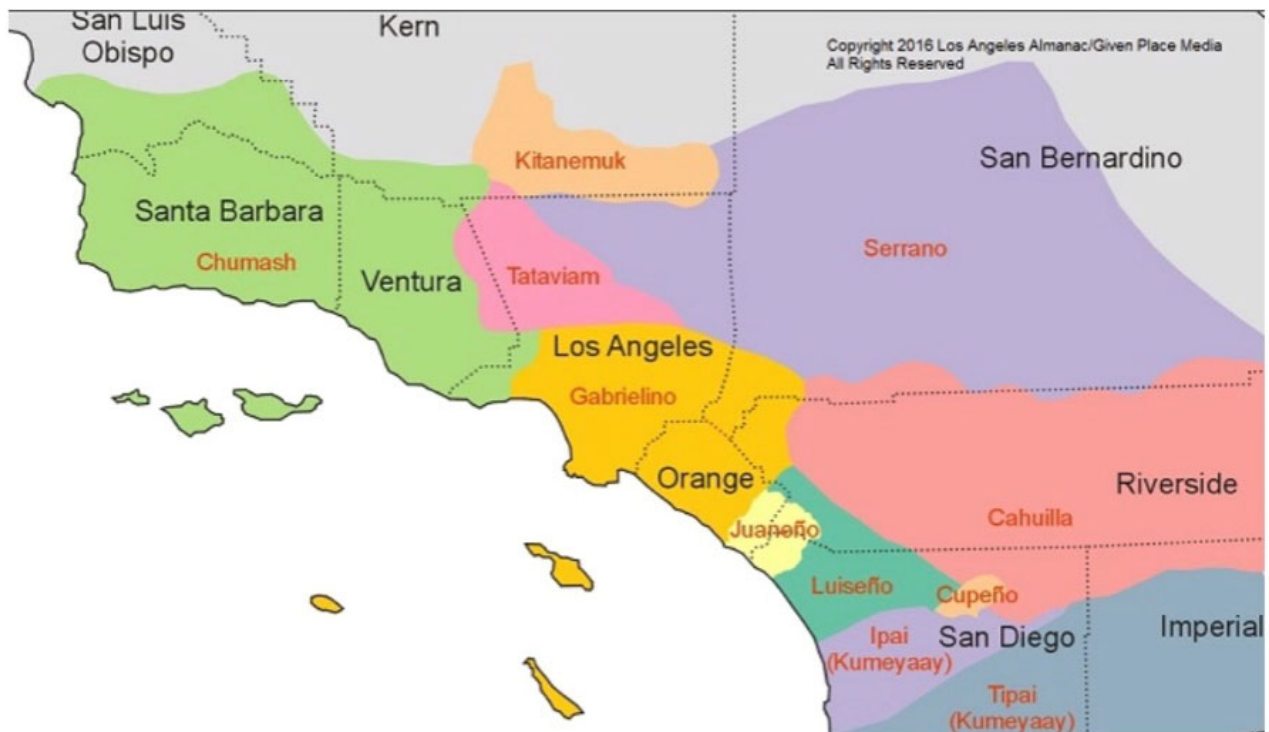 San Luis
Obispo
Kern
Copyright 2016 Los Angeles Almanac/Given Place Media
All Rights Reserved
Kitanemuk
San Bernardino
Santa Barbara
Chumash
Ventura
Tataviam
Serrano
Los Angeles
Gabrielino
Orange
Riverside
Juaneño
Cahuilla
Luiseño
Cupeño
Ipai
(Kumeyaay)
San Diego
Imperial
Tipai
(Kumeyaay)